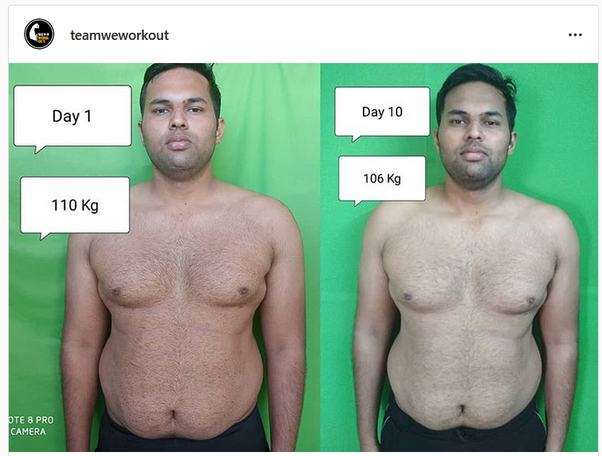 teamweworkout
Day 1
110 Kg
Day 10
106 Kg
OTE 8 PRO
CAMERA